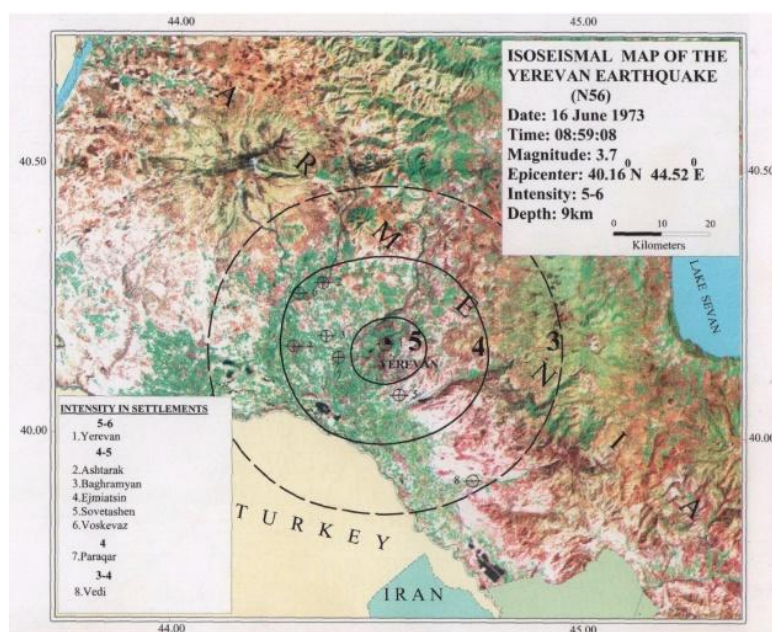 44.00
45.00
ISOSEISMAL MAP OF THE
YEREVAN EARTHQUAKE
(N56)
Date: 16 June 1973
Time: 08:59:08
Magnitude: 3.7
Epicenter: 40.16 0 N 44.52 0 E
Intensity: 5-6
Depth: 9km
0 10 20
Kilometers
40.50
40.50
A
R
M
E
N
I
A
LAKE SEVAN
5
4
3
YEREVAN
8
INTENSITY IN SETTLEMENTS
5-6
1.Yerevan
4-5
2.Ashtarak
3.Baghramyan
4.Ejmiatsin
5.Sovetashen
6.Voskevaz
4
7.Paraqar
3-4
8.Vedi
40.00
40.00
TURKEY
IRAN
44.00
45.00